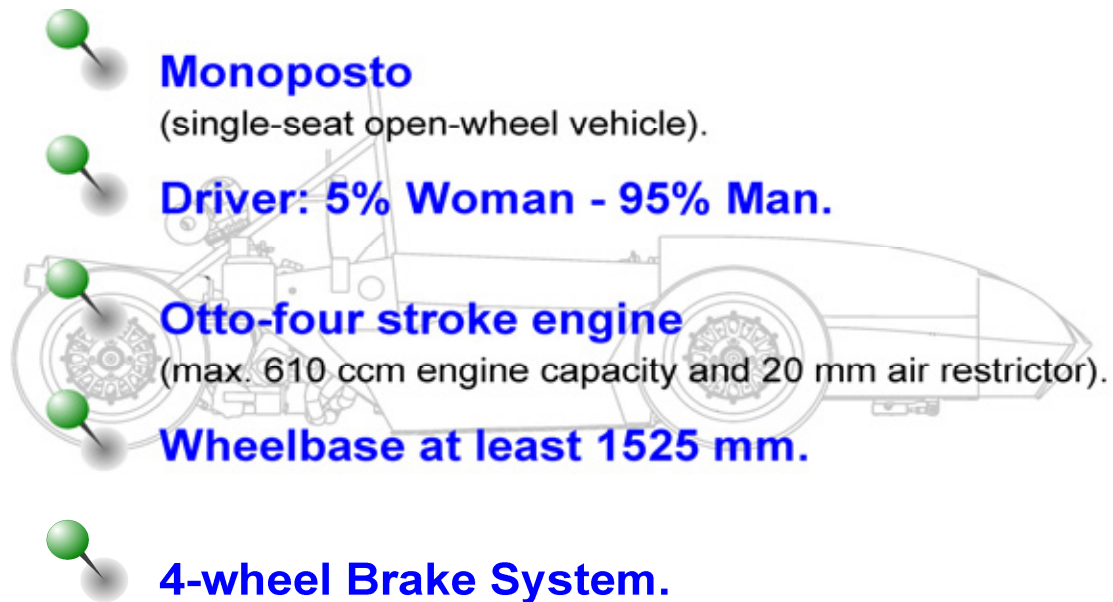 Monoposto
(single-seat open-wheel vehicle).
Driver: 5% Woman - 95% Man.
Otto-four stroke engine
(max. 610 ccm engine capacity and 20 mm air restrictor).
Wheelbase at least 1525 mm.
4-wheel Brake System.